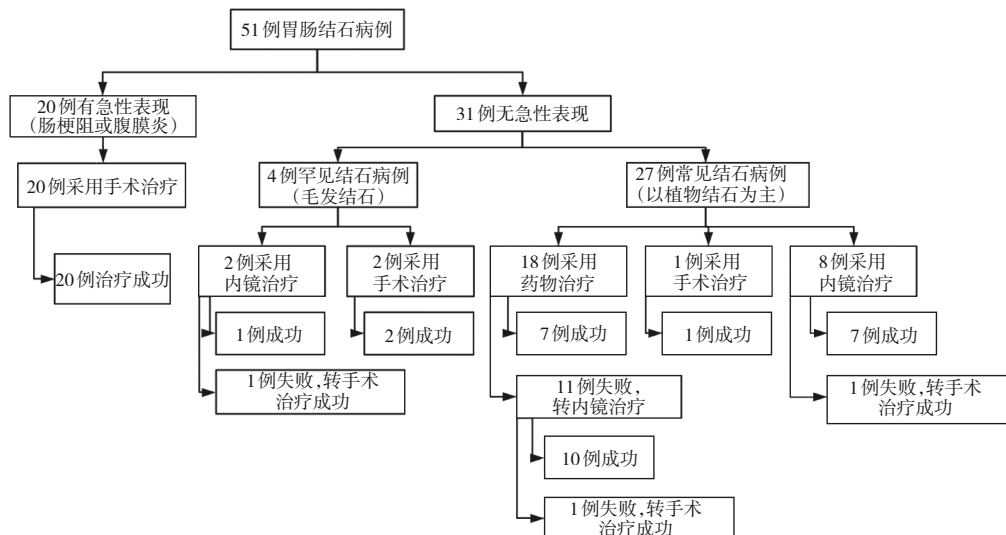 51例胃肠结石病例
20例有急性表现
（肠梗阻或腹膜炎）
31例无急性表现
20例采用手术治疗
20例治疗成功
4例罕见结石病例
（毛发结石）
27例常见结石病例
（以植物结石为主）
2例采用
内镜治疗
2例采用
手术治疗
18例采用
药物治疗
1例采用
手术治疗
8例采用
内镜治疗
1例成功
2例成功
7例成功
1例成功
7例成功
1例失败，转手术
治疗成功
11例失败，
转内镜治疗
1例失败，转手术
治疗成功
10例成功
1例失败，转手术
治疗成功